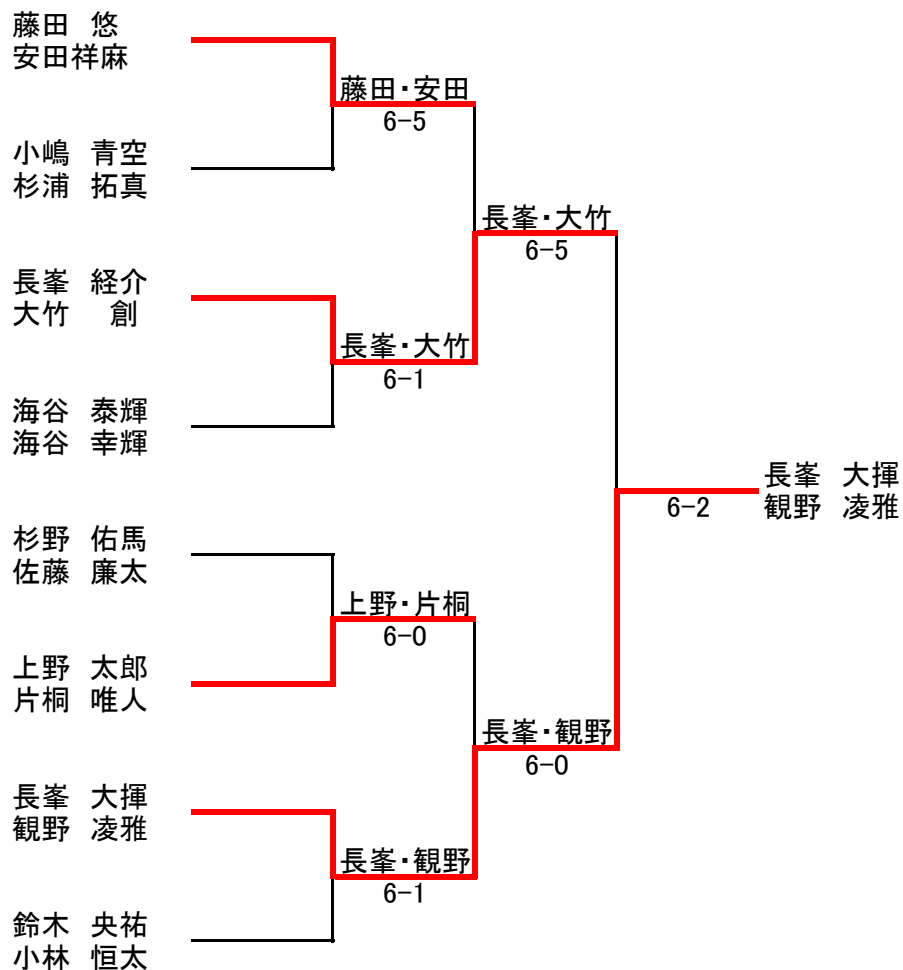 藤田 悠
安田祥麻
藤田・安田
6-5
小嶋 青空
杉浦 拓真
長峯・大竹
6-5
長峯 経介
大竹 創
長峯・大竹
6-1
海谷 泰輝
海谷 幸輝
長峯 大揮
観野 凌雅
6-2
杉野 佑馬
佐藤 廉太
上野・片桐
6-0
上野 太郎
片桐 唯人
長峯・観野
6-0
長峯 大揮
観野 凌雅
長峯・観野
6-1
鈴木 央祐
小林 恒太